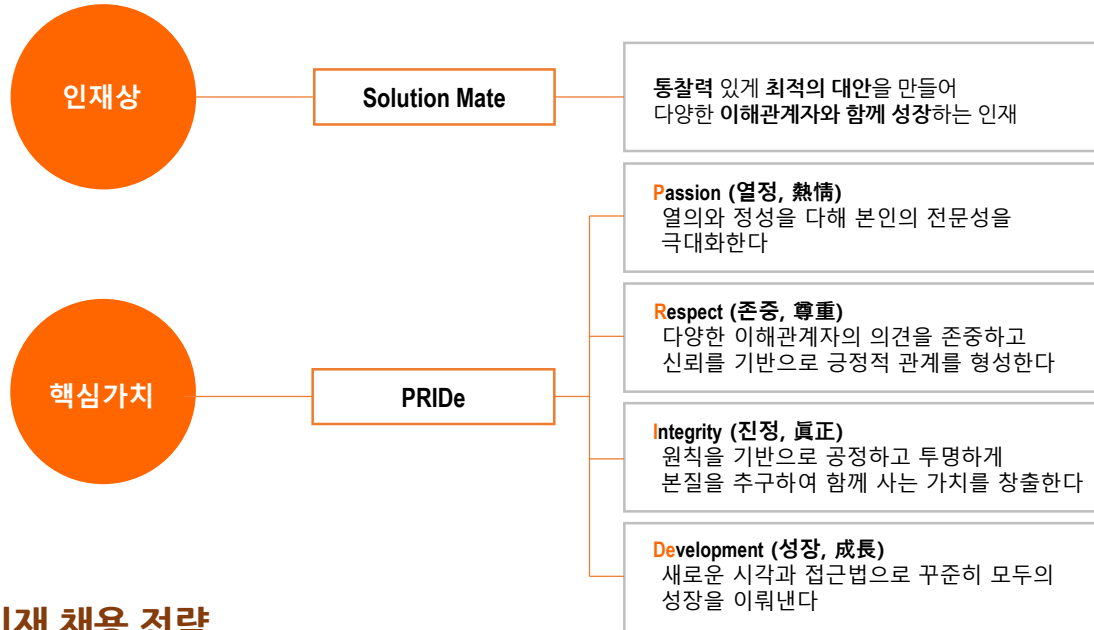 인재상
Solution Mate
통찰력 있게 최적의 대안을 만들어
다양한 이해관계자와 함께 성장하는 인재
핵심가치
PRIDe
Passion (열정, 熱情)
열의와 정성을 다해 본인의 전문성을
극대화한다
Respect (존중, 尊重)
다양한 이해관계자의 의견을 존중하고
신뢰를 기반으로 긍정적 관계를 형성한다
Integrity (진정, 眞正)
원칙을 기반으로 공정하고 투명하게
본질을 추구하여 함께 사는 가치를 창출한다
Development (성장, 成長)
새로운 시각과 접근법으로 꾸준히 모두의
성장을 이뤄낸다
채용 전략